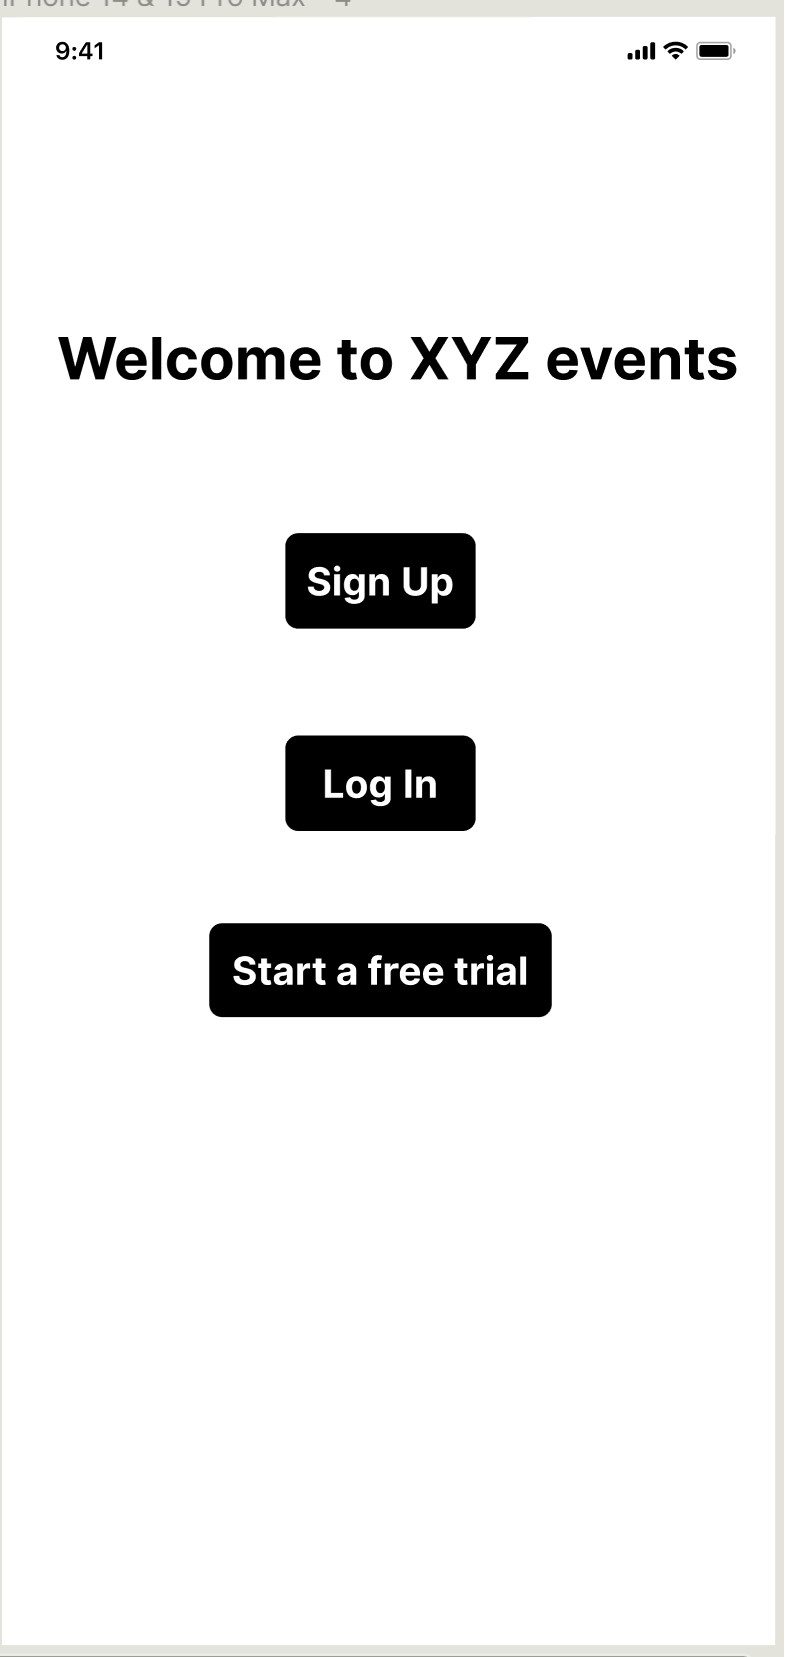 iPhone 14 & 15 Pro Max – 4
9:41
Welcome to XYZ events
Sign Up
Log In
Start a free trial